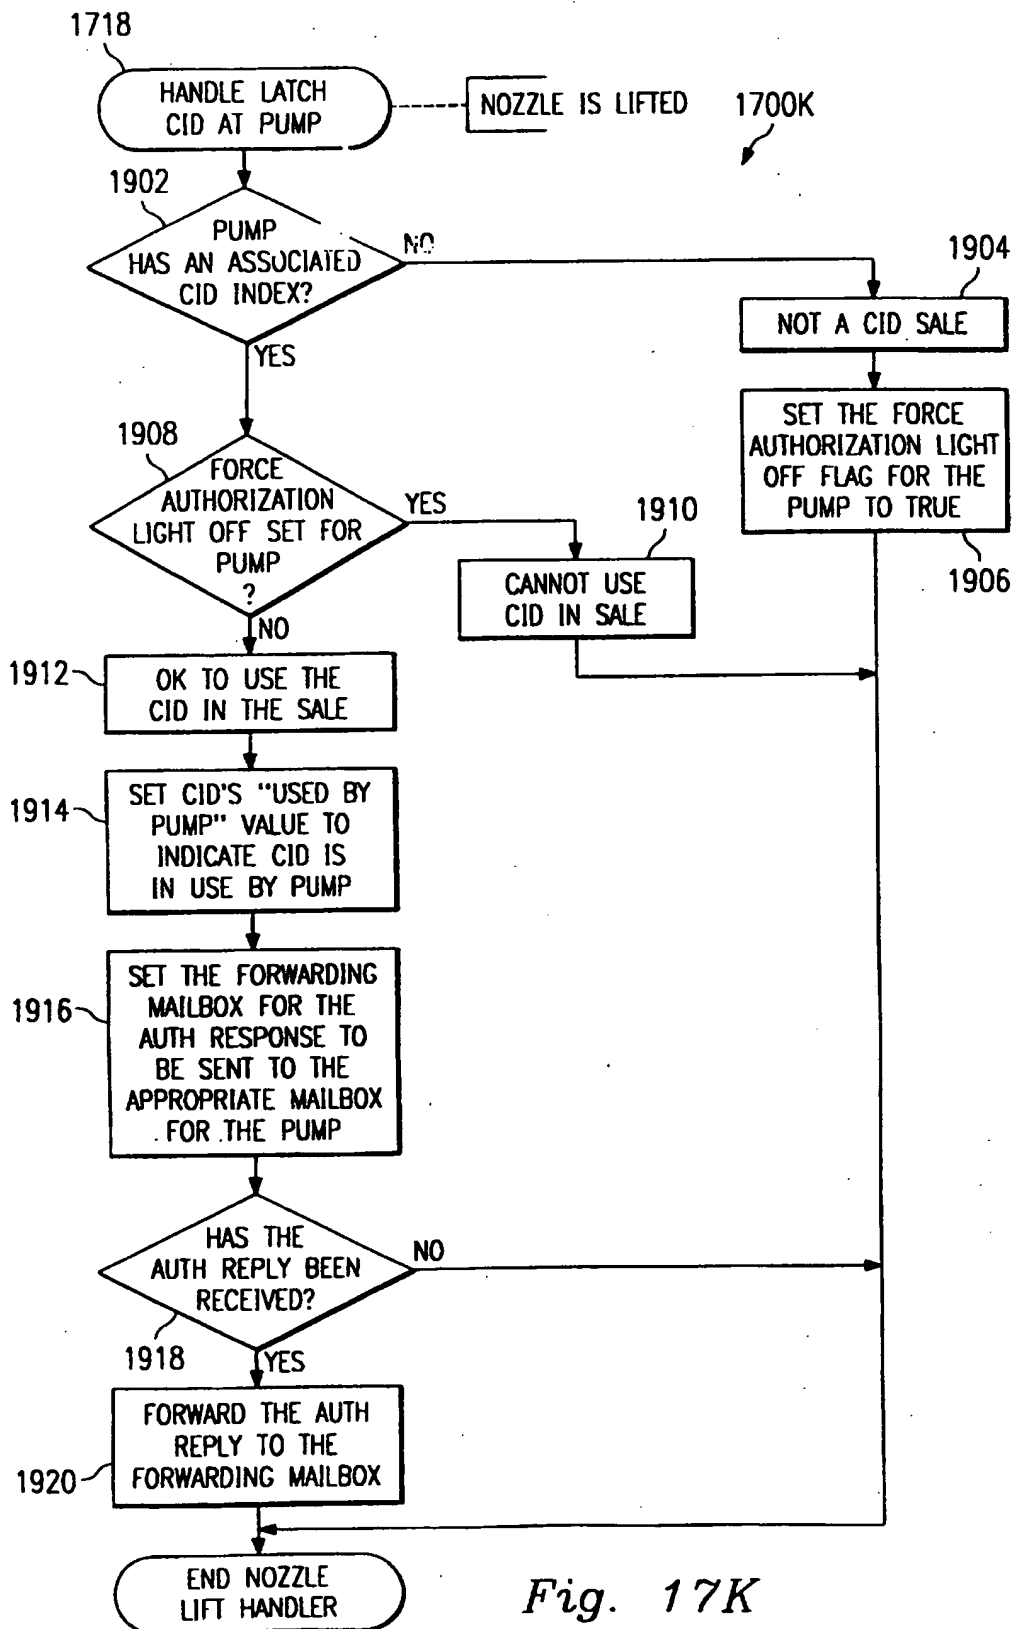 1718
HANDLE LATCH
CID AT PUMP
NOZZLE IS LIFTED
1700K
1902
PUMP
HAS AN ASSOCIATED
CID INDEX?
NO
YES
1904
NOT A CID SALE
SET THE FORCE
AUTHORIZATION LIGHT
OFF FLAG FOR THE
PUMP TO TRUE
1906
1908
FORCE
AUTHORIZATION
LIGHT OFF SET FOR
PUMP
?
YES
NO
1910
CANNOT USE
CID IN SALE
1912
OK TO USE THE
CID IN THE SALE
1914
SET CID'S "USED BY
PUMP" VALUE TO
INDICATE CID IS
IN USE BY PUMP
1916
SET THE FORWARDING
MAILBOX FOR THE
AUTH RESPONSE TO
BE SENT TO THE
APPROPRIATE MAILBOX
FOR THE PUMP
HAS THE
AUTH REPLY BEEN
RECEIVED?
NO
1918
YES
FORWARD THE AUTH
REPLY TO THE
FORWARDING MAILBOX
1920
END NOZZLE
LIFT HANDLER
Fig. 17K